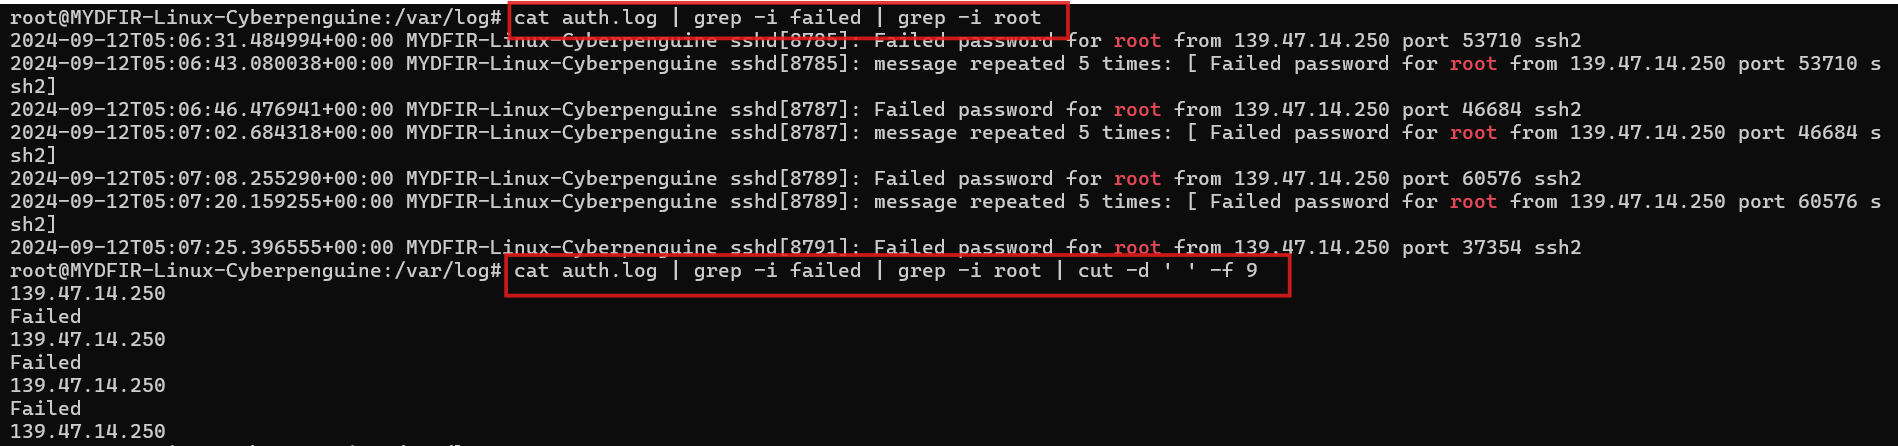 root@MYDFIR-Linux-Cyberpenguine:/var/log# cat auth.log | grep -i failed | grep -i root
2024-09-12T05:06:31.484994+00:00 MYDFIR-Linux-Cyberpenguine sshd[8785]: Failed password for root from 139.47.14.250 port 53710 ssh2
2024-09-12T05:06:43.080038+00:00 MYDFIR-Linux-Cyberpenguine sshd[8785]: message repeated 5 times: [ Failed password for root from 139.47.14.250 port 53710 s
sh2]
2024-09-12T05:06:46.476941+00:00 MYDFIR-Linux-Cyberpenguine sshd[8787]: Failed password for root from 139.47.14.250 port 46684 ssh2
2024-09-12T05:07:02.684318+00:00 MYDFIR-Linux-Cyberpenguine sshd[8787]: message repeated 5 times: [ Failed password for root from 139.47.14.250 port 46684 s
sh2]
2024-09-12T05:07:08.255290+00:00 MYDFIR-Linux-Cyberpenguine sshd[8789]: Failed password for root from 139.47.14.250 port 60576 ssh2
2024-09-12T05:07:20.159255+00:00 MYDFIR-Linux-Cyberpenguine sshd[8789]: message repeated 5 times: [ Failed password for root from 139.47.14.250 port 60576 s
sh2]
2024-09-12T05:07:25.396555+00:00 MYDFIR-Linux-Cyberpenguine sshd[8791]: Failed password for root from 139.47.14.250 port 37354 ssh2
root@MYDFIR-Linux-Cyberpenguine:/var/log# cat auth.log | grep -i failed | grep -i root | cut -d ' ' -f 9
139.47.14.250
Failed
139.47.14.250
Failed
139.47.14.250
Failed
139.47.14.250